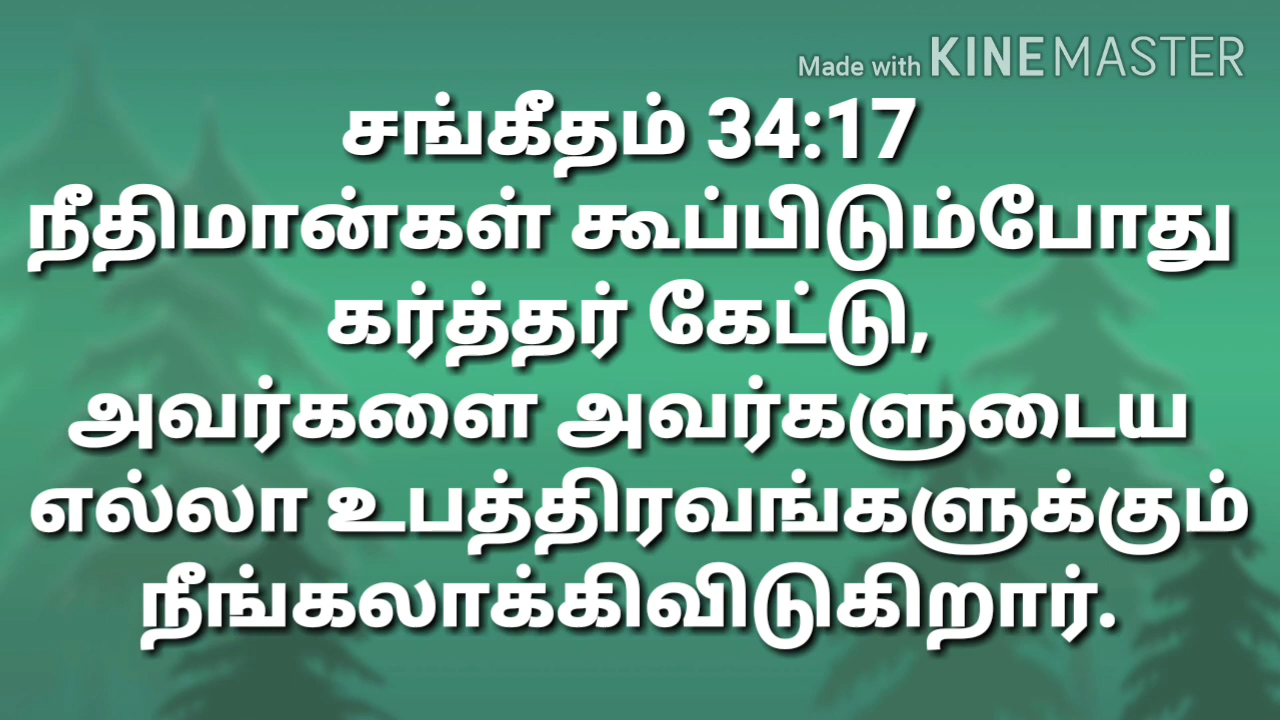 Made with KINEMASTER
சங்கீதம் 34:17
நீதிமான்கள் கூப்பிடும்போது
கர்த்தர் கேட்டு,
அவர்களை அவர்களுடைய
எல்லா உபத்திரவங்களுக்கும்
நீங்கலாக்கிவிடுகிறார்.